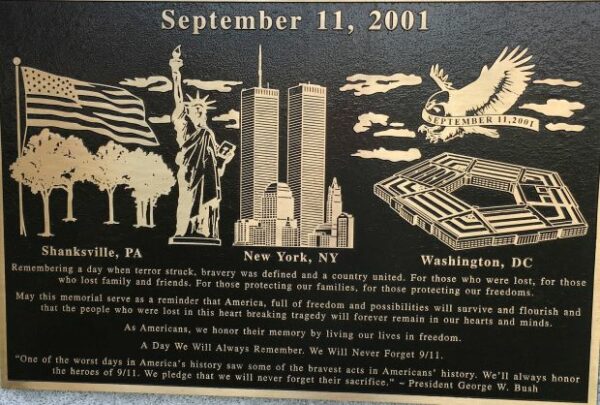 September 11, 2001
SEPTEMBER 11, 2001
Shanksville, PA
New York, NY
Washington, DC
Remembering a day when terror struck, bravery was defined and a country united. For those who were lost, for those
who lost family and friends. For those protecting our families, for those protecting our freedoms.
May this memorial serve as a reminder that America, full of freedom and possibilities will survive and flourish and
that the people who were lost in this heart breaking tragedy will forever remain in our hearts and minds.
As Americans, we honor their memory by living our lives in freedom.
A Day We Will Always Remember. We Will Never Forget 9/11.
"One of the worst days in America's history saw some of the bravest acts in Americans' history. We'll always honor
the heroes of 9/11. We pledge that we will never forget their sacrifice." ~ President George W. Bush